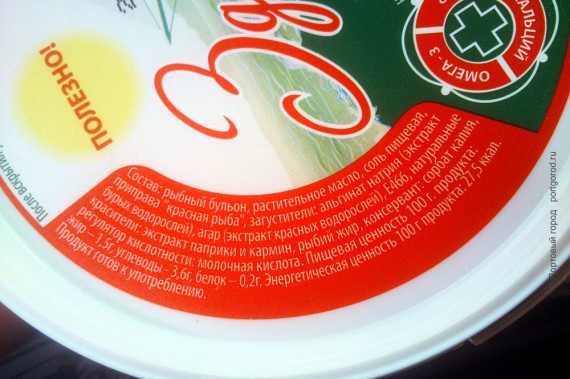 Состав: рыбный бульон, растительное масло, соль пищевая,
приправа "красная рыба", загустители: альгинат натрия (экстракт
бурых водорослей), агар (экстракт красных водорослей), Е466, натуральные
красители: экстракт паприки и кармин, рыбий жир, консервант: сорбат калия,
регулятор кислотности: молочная кислота. Пищевая ценность 100 г. продукта:
жир – 1,5г, углеводы - 3,6г, белок – 0,2г, Энергетическая ценность 100 г продукта: 27,5 ккал.
Продукт готов к употреблению.
ПОЛЕЗНО!
После вскрытия
ОМЕГА - 3
КАЛЬЦИЙ
Портовый город portgorod.ru